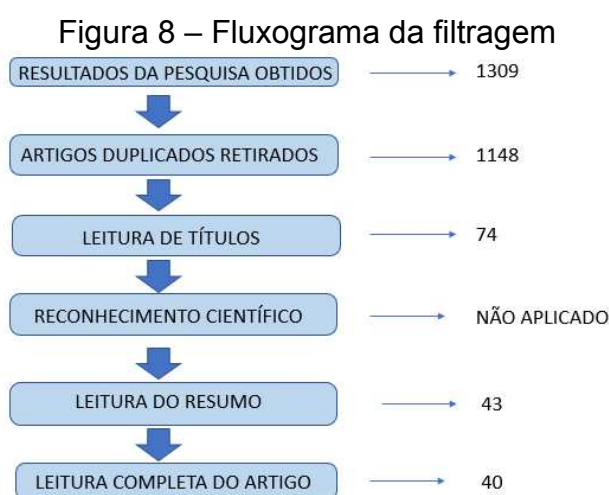 Figura 8 – Fluxograma da filtragem
RESULTADOS DA PESQUISA OBTIDOS 1309
ARTIGOS DUPLICADOS RETIRADOS 1148
LEITURA DE TÍTULOS 74
RECONHECIMENTO CIENTÍFICO NÃO APLICADO
LEITURA DO RESUMO 43
LEITURA COMPLETA DO ARTIGO 40